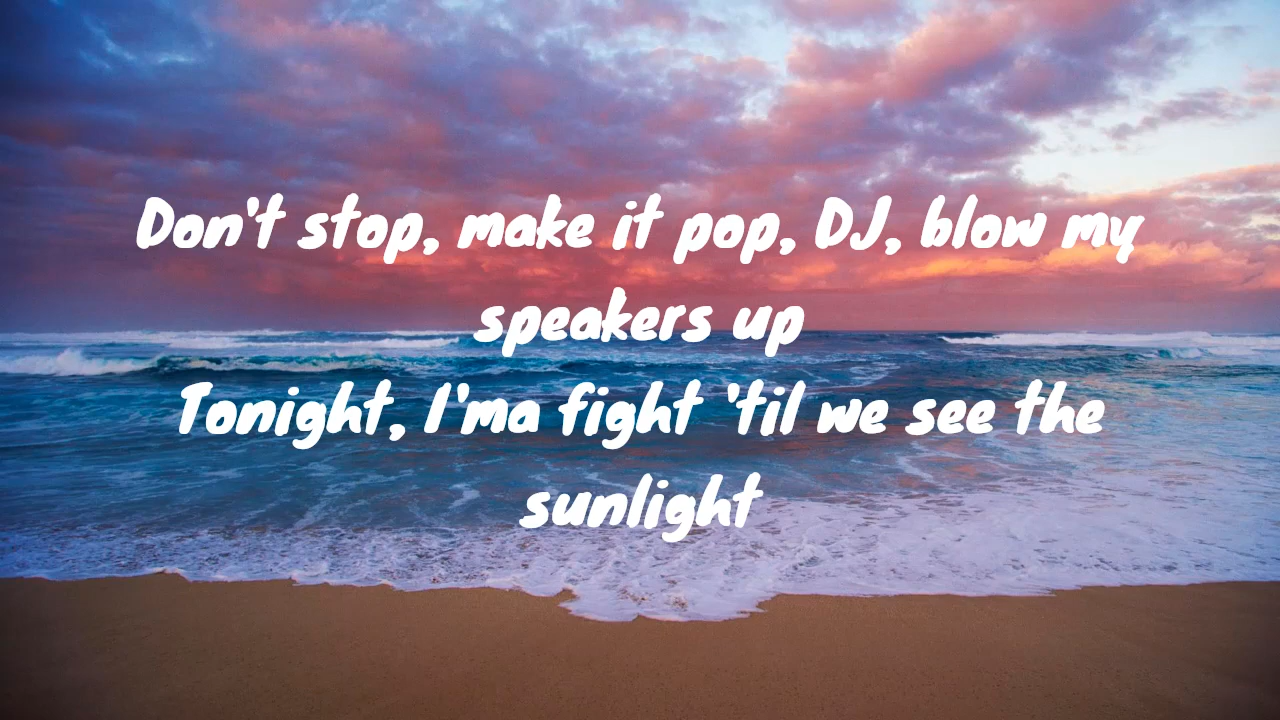 Don't stop, make it pop, DJ, blow my
speakers up
Tonight, I'ma fight 'til we see the
sunlight